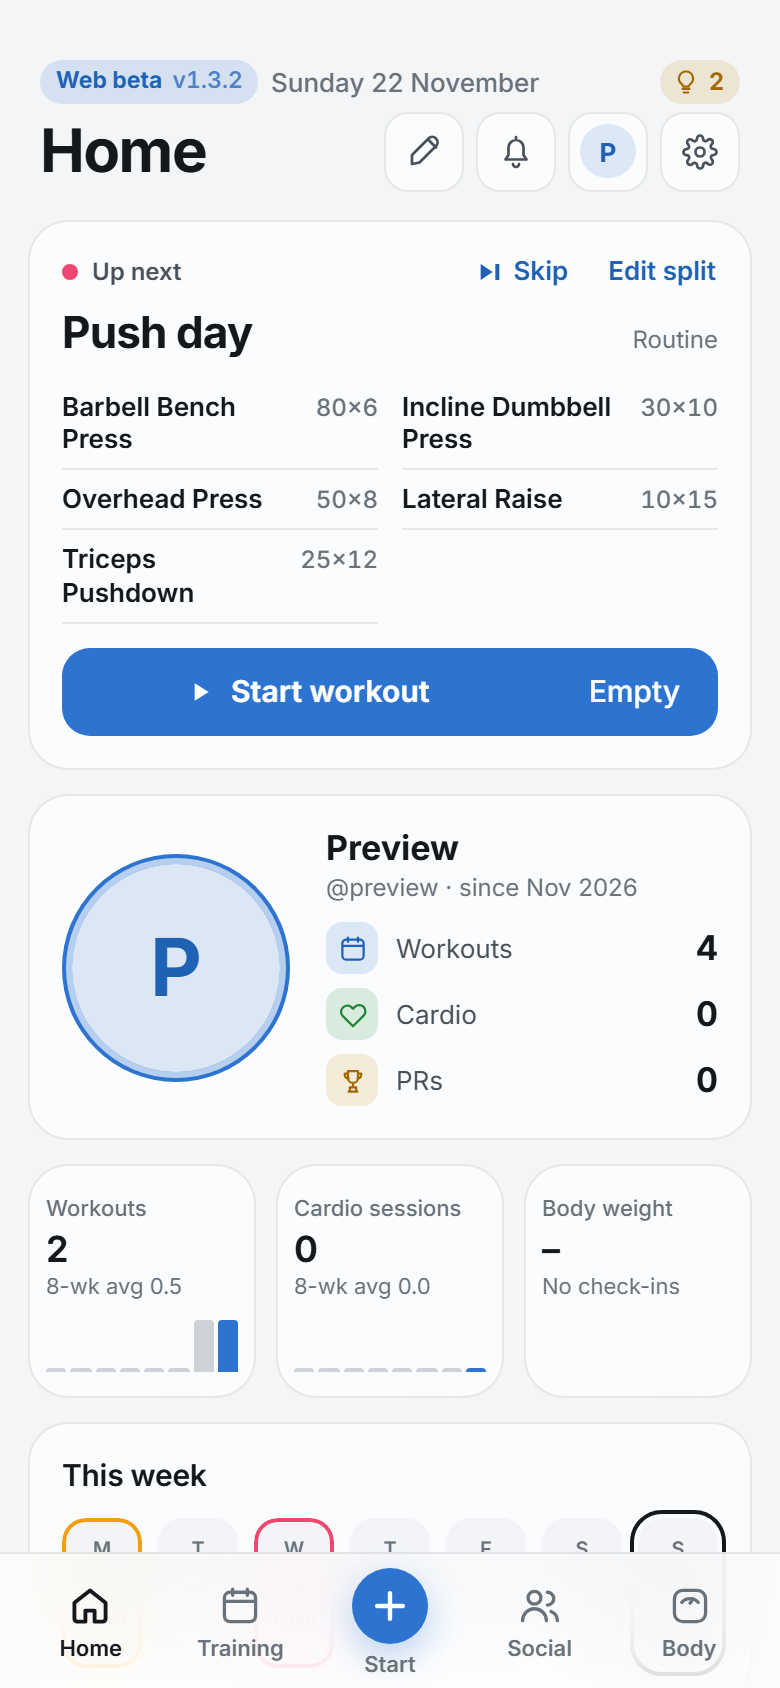 Web beta v1.3.2 Sunday 22 November 2
Home P
Up next Skip Edit split
Push day Routine
Barbell Bench Press 80×6 Incline Dumbbell Press 30×10
Overhead Press 50×8 Lateral Raise 10×15
Triceps Pushdown 25×12
Start workout Empty
P
Preview
@preview · since Nov 2026
Workouts 4
Cardio 0
PRs 0
Workouts
2
8-wk avg 0.5
Cardio sessions
0
8-wk avg 0.0
Body weight
–
No check-ins
This week
M T W T F S S
Home Training Start Social Body